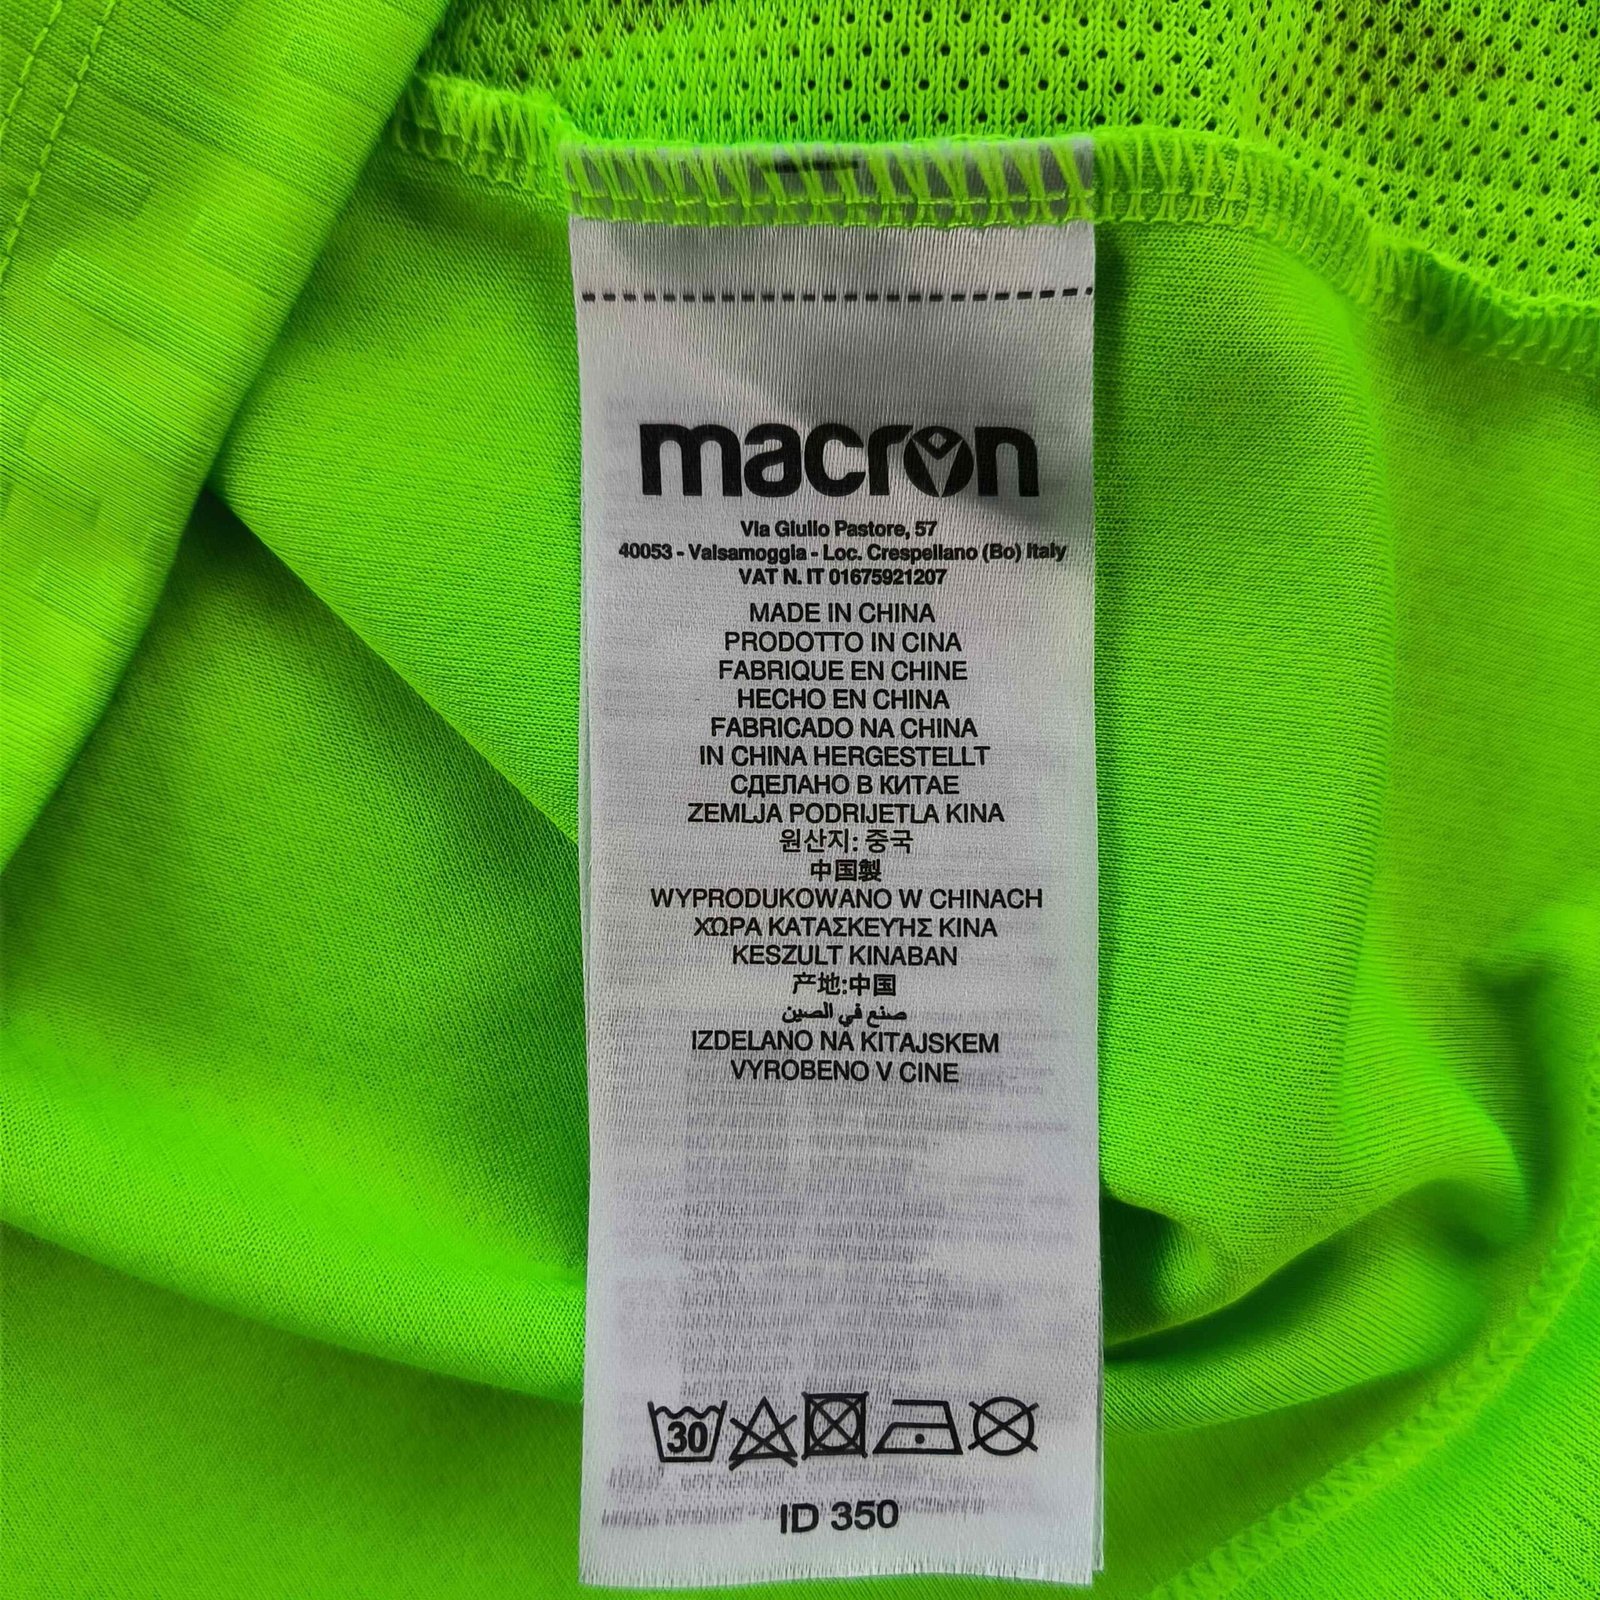 macron
Via Giulio Pastore, 57
40053 - Valsamoggia - Loc. Crespellano (Bo) Italy
VAT N. IT 01675921207
MADE IN CHINA
PRODOTTO IN CINA
FABRIQUE EN CHINE
HECHO EN CHINA
FABRICADO NA CHINA
IN CHINA HERGESTELLT
СДЕЛАНО В КИТАЕ
ZEMLJA PODRIJETLA KINA
원산지: 중국
中国製
WYPRODUKOWANO W CHINACH
ΧΏΡΑ ΚΑΤΑΣΚΕΥΉΣ ΚΙΝΑ
KESZULT KINABAN
产地:中国
صنع في الصين
IZDELANO NA KITAJSKEM
VYROBENO V CINE
30
ID 350